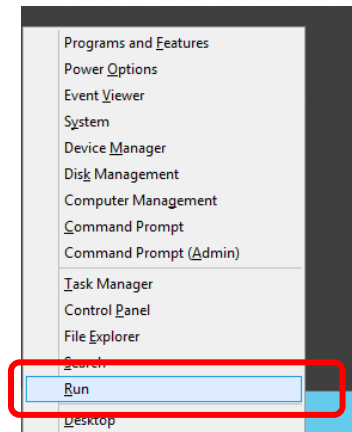 Programs and Features
Power Options
Event Viewer
System
Device Manager
Disk Management
Computer Management
Command Prompt
Command Prompt (Admin)
Task Manager
Control Panel
File Explorer
Search
Run
Desktop